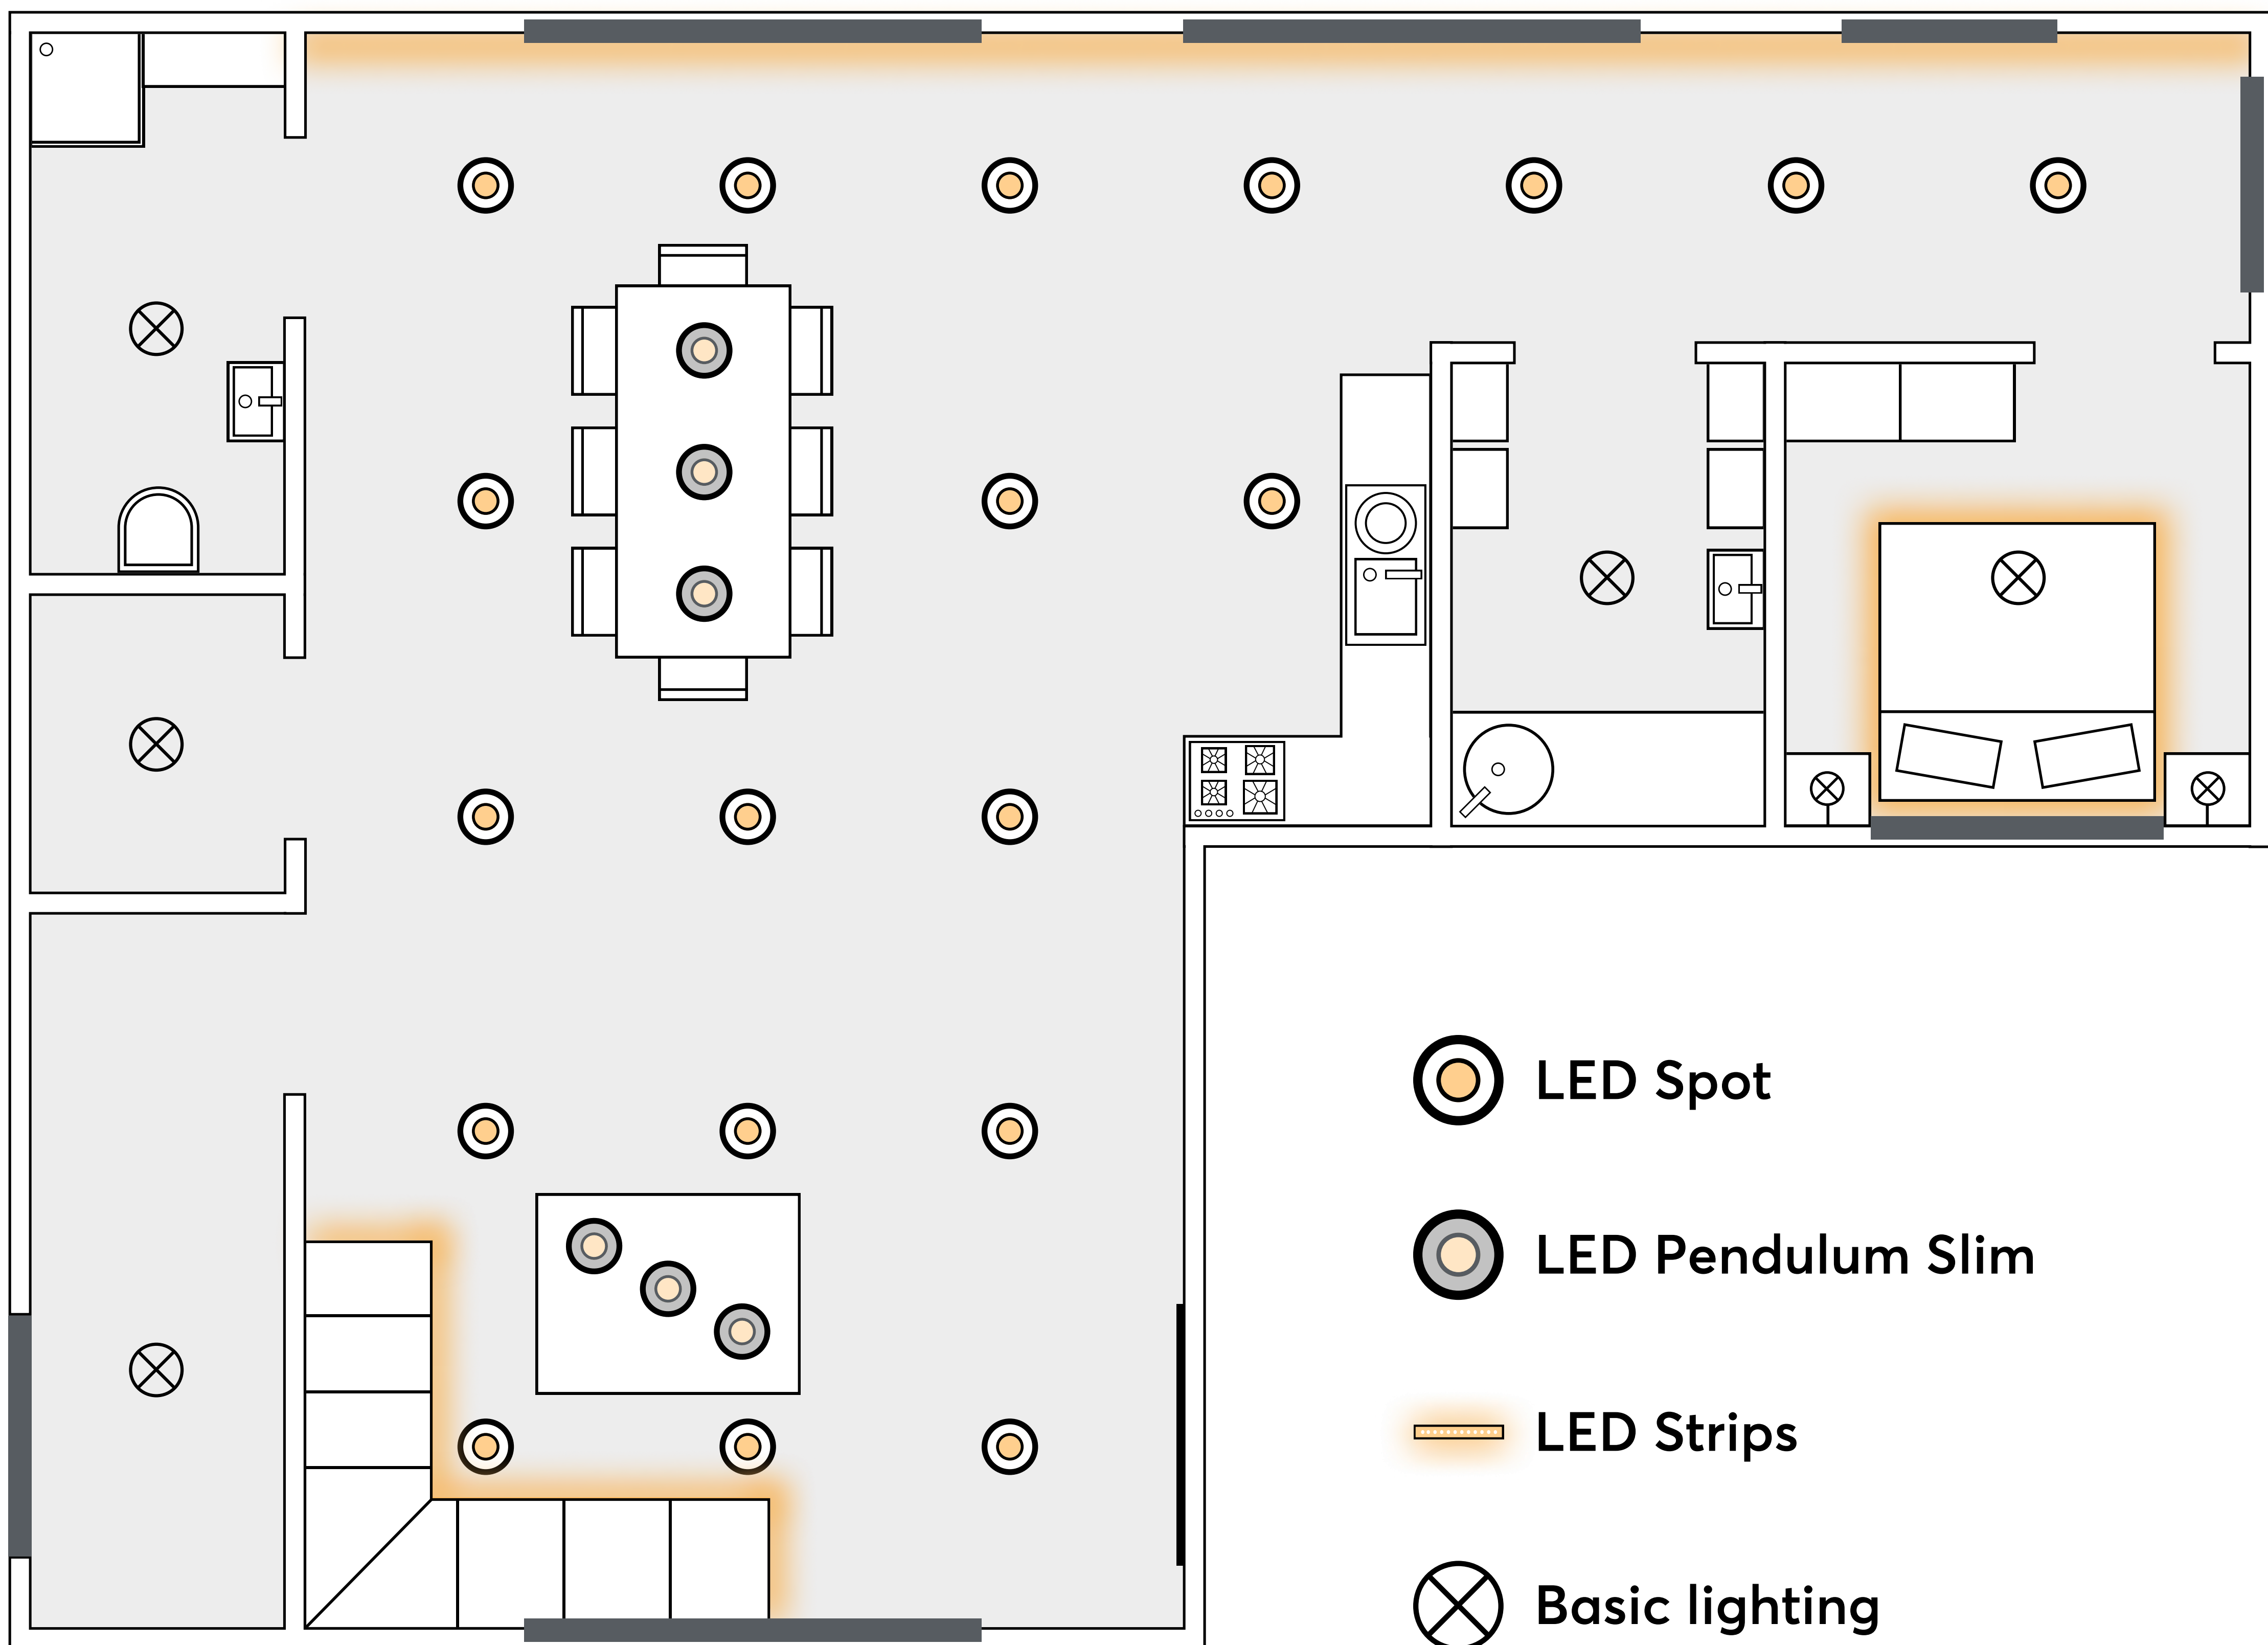 LED Spot
LED Pendulum Slim
LED Strips
Basic lighting